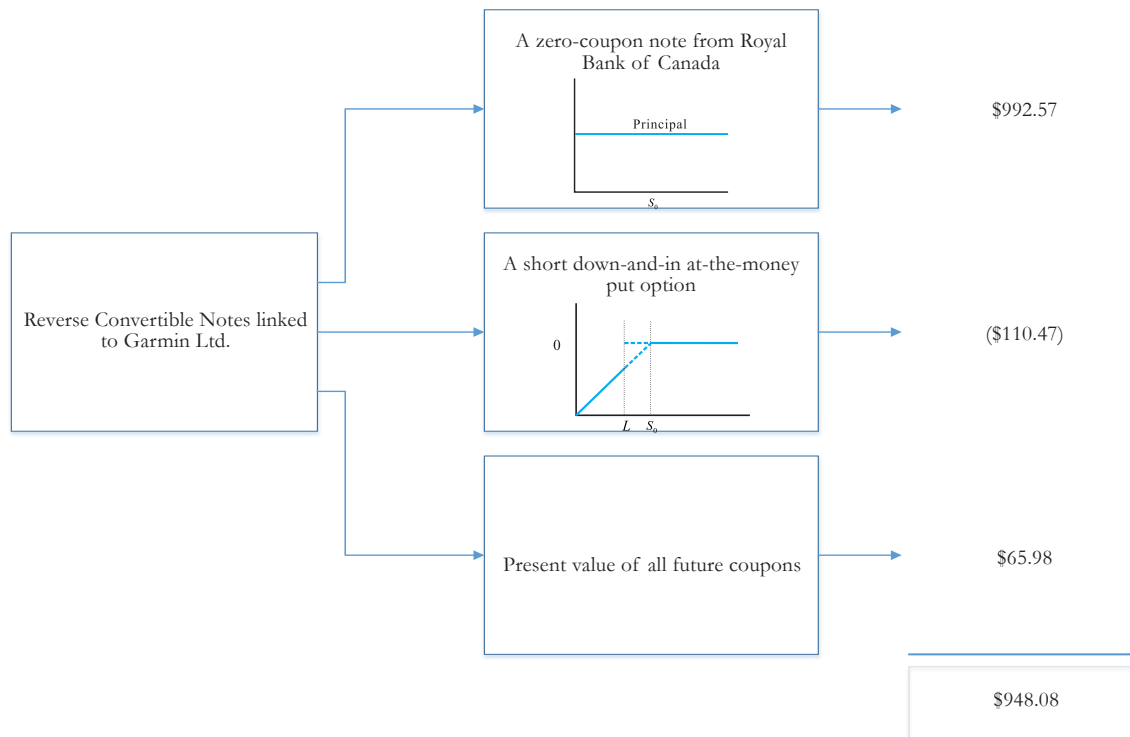 A zero-coupon note from Royal
Bank of Canada
Principal
S₀
$992.57
Reverse Convertible Notes linked
to Garmin Ltd.
A short down-and-in at-the-money
put option
0
L S₀
($110.47)
Present value of all future coupons
$65.98
$948.08